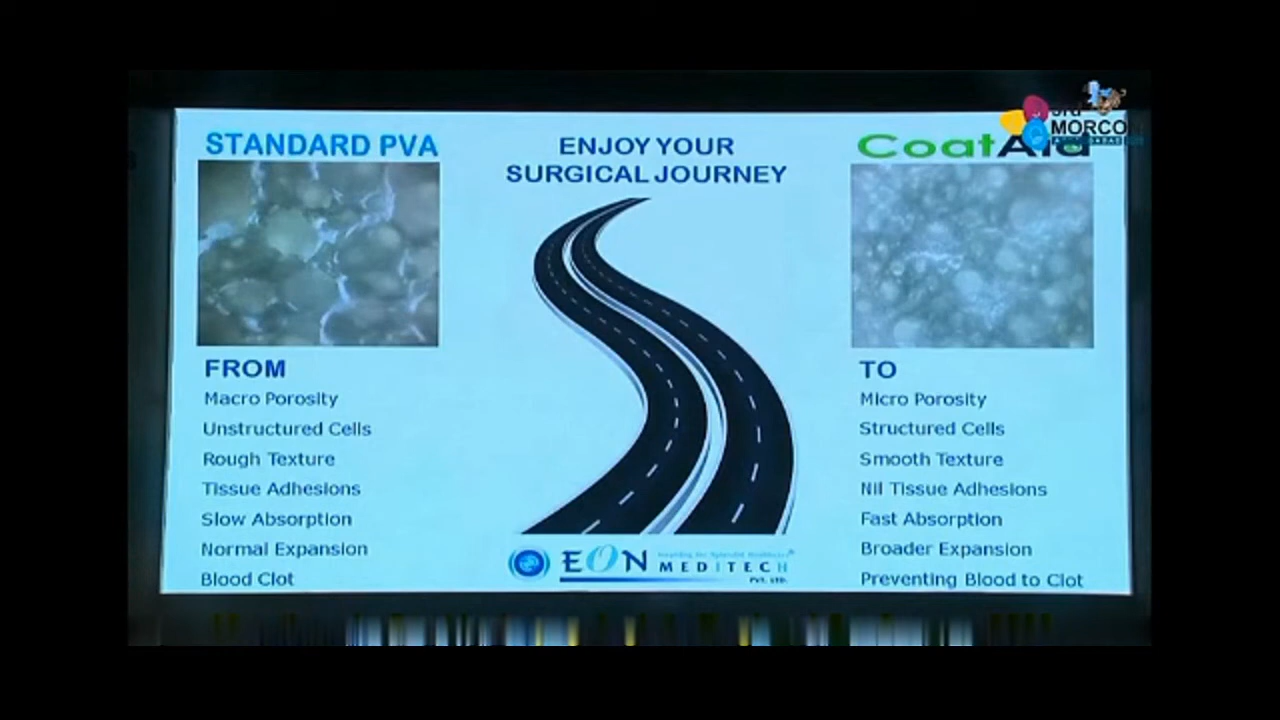 STANDARD PVA
FROM
Macro Porosity
Unstructured Cells
Rough Texture
Tissue Adhesions
Slow Absorption
Normal Expansion
Blood Clot
ENJOY YOUR
SURGICAL JOURNEY
EON
MEDITECH
PVT. LTD.
CoatAid
TO
Micro Porosity
Structured Cells
Smooth Texture
Nil Tissue Adhesions
Fast Absorption
Broader Expansion
Preventing Blood to Clot
3rd
MORCON